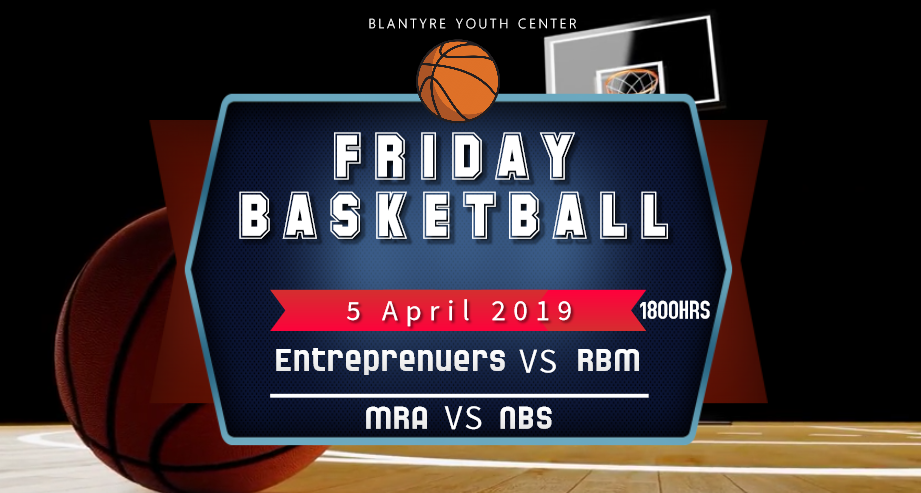 BLANTYRE YOUTH CENTER
FRIDAY
BASKETBALL
5 April 2019
1800HRS
Entreprenuers VS RBM
MRA VS NBS